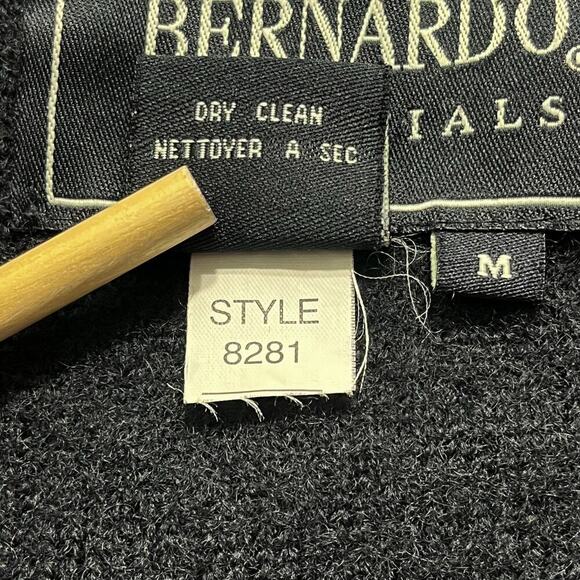 BERNARDO
DRY CLEAN
NETTOYER A SEC
IALS
M
STYLE
8281